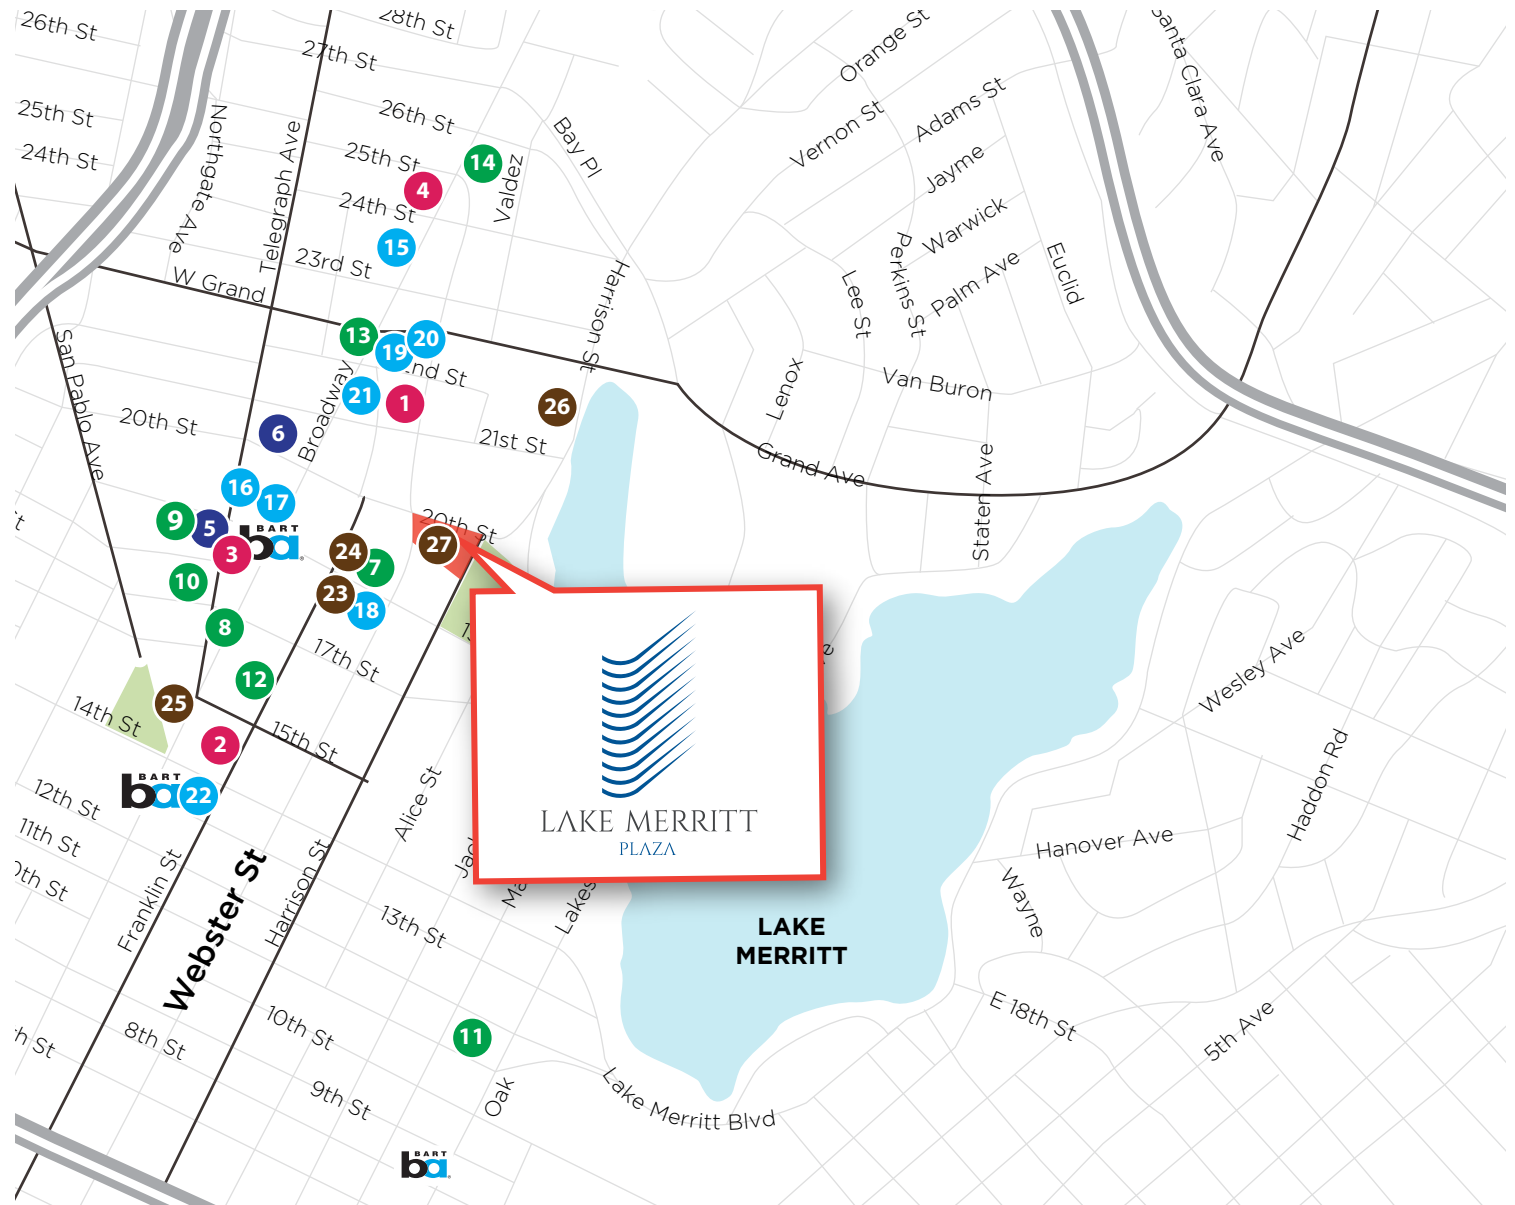 26th St
28th St
27th St
Orange St
Santa Clara Ave
25th St
Northgate Ave
Telegraph Ave
26th St
Bay Pl
Vernon St
Adams St
24th St
25th St
14
4
Valdez
Jayme
24th St
15
Warwick
23rd St
W Grand
Harrison St
Lee St
Perkins St
Palm Ave
Euclid
San Pablo Ave
13
19
20
Broadway
nd St
21
1
26
Lenox
Van Buron
20th St
6
21st St
Grand Ave
Staten Ave
16
17
9
5
3
BART
ba
20th St
27
24
7
10
23
18
8
17th St
12
25
14th St
2
15th St
LAKE MERRITT
PLAZA
Wesley Ave
Haddon Rd
BART
ba
22
12th St
11th St
Alice St
Hanover Ave
Wayne
Franklin St
Webster St
Harrison St
13th St
LAKE
MERRITT
E 18th St
5th Ave
10th St
8th St
11
9th St
Oak
Lake Merritt Blvd
BART
ba